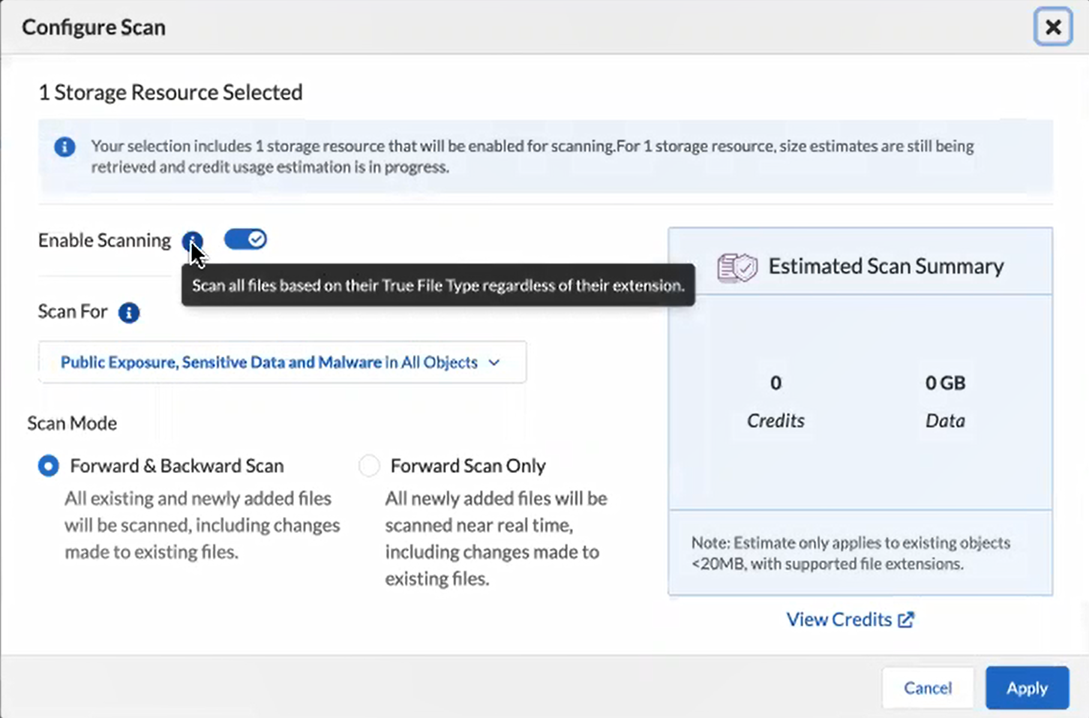 Configure Scan
1 Storage Resource Selected
Your selection includes 1 storage resource that will be enabled for scanning.For 1 storage resource, size estimates are still being
retrieved and credit usage estimation is in progress.
Enable Scanning
Scan all files based on their True File Type regardless of their extension.
Scan For
Public Exposure, Sensitive Data and Malware in All Objects
Scan Mode
Forward & Backward Scan
All existing and newly added files
will be scanned, including changes
made to existing files.
Forward Scan Only
All newly added files will be
scanned near real time,
including changes made to
existing files.
Estimated Scan Summary
0
Credits
0 GB
Data
Note: Estimate only applies to existing objects
<20MB, with supported file extensions.
View Credits
Cancel
Apply